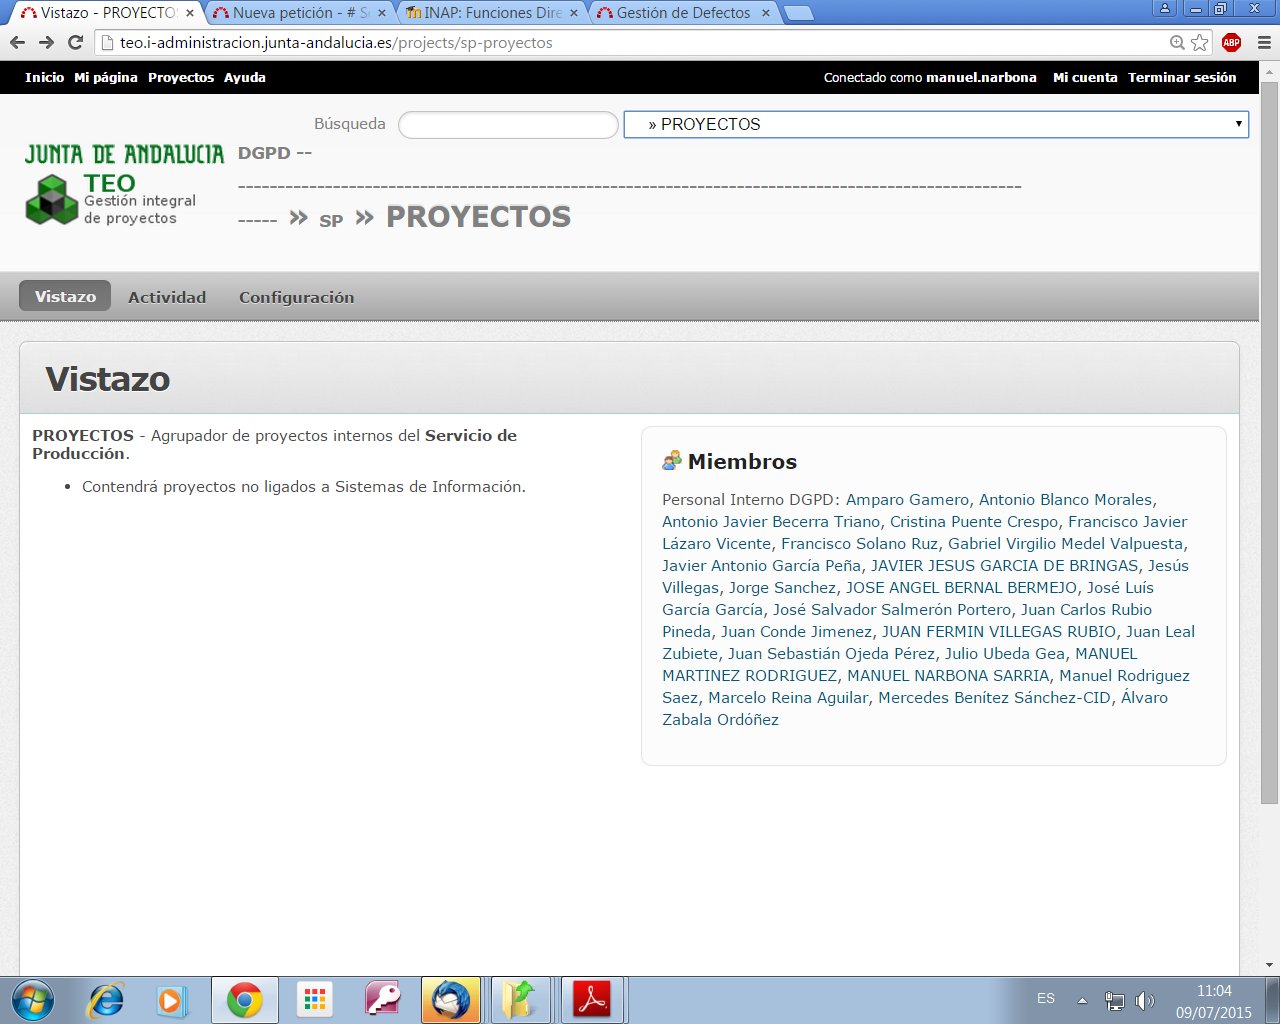 Vistazo - PROYECTOS
Nueva petición - # S
INAP: Funciones Dire
Gestión de Defectos
teo.i-administracion.junta-andalucia.es/projects/sp-proyectos
ABP
Inicio Mi página Proyectos Ayuda
Conectado como manuel.narbona Mi cuenta Terminar sesión
Búsqueda
» PROYECTOS
JUNTA DE ANDALUCIA
TEO
Gestión integral
de proyectos
DGPD --
--------------------------------------------------------------------------------------------------
----- » SP » PROYECTOS
Vistazo Actividad Configuración
Vistazo
PROYECTOS - Agrupador de proyectos internos del Servicio de
Producción.
• Contendrá proyectos no ligados a Sistemas de Información.
Miembros
Personal Interno DGPD: Amparo Gamero, Antonio Blanco Morales,
Antonio Javier Becerra Triano, Cristina Puente Crespo, Francisco Javier
Lázaro Vicente, Francisco Solano Ruz, Gabriel Virgilio Medel Valpuesta,
Javier Antonio García Peña, JAVIER JESUS GARCIA DE BRINGAS, Jesús
Villegas, Jorge Sanchez, JOSE ANGEL BERNAL BERMEJO, José Luís
García García, José Salvador Salmerón Portero, Juan Carlos Rubio
Pineda, Juan Conde Jimenez, JUAN FERMIN VILLEGAS RUBIO, Juan Leal
Zubiete, Juan Sebastián Ojeda Pérez, Julio Ubeda Gea, MANUEL
MARTINEZ RODRIGUEZ, MANUEL NARBONA SARRIA, Manuel Rodriguez
Saez, Marcelo Reina Aguilar, Mercedes Benítez Sánchez-CID, Álvaro
Zabala Ordóñez
ES
11:04
09/07/2015